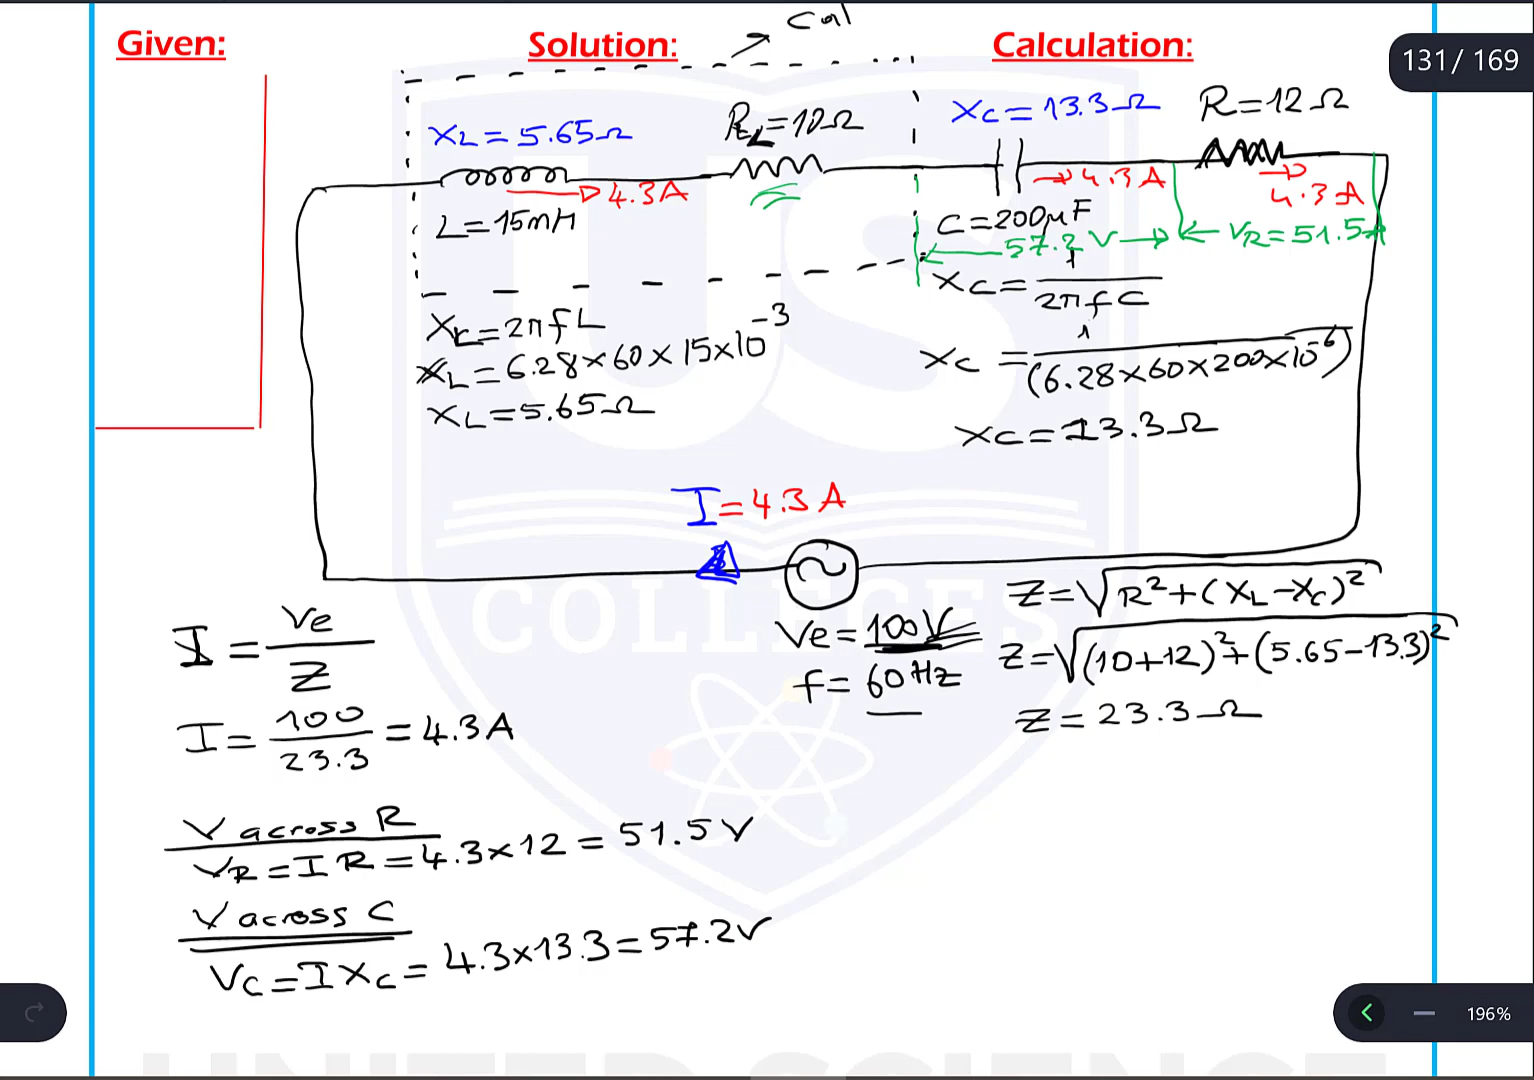 Given:
Solution:
Calculation:
131 / 169
XL = 5.65Ω
RL = 10Ω
XC = 13.3Ω
R = 12Ω
4.3A
4.3A
4.3A
L = 15mH
C = 200μF
57.2V
VR = 51.5
XL = 2πfL
XL = 6.28 × 60 × 15 × 10^-3
XL = 5.65Ω
XC = 1 / 2πfC
XC = 1 / (6.28 × 60 × 200 × 10^-6)
XC = 13.3Ω
I = 4.3A
Ve = 100V
f = 60Hz
Z = √R² + (XL - XC)²
Z = √(10 + 12)² + (5.65 - 13.3)²
Z = 23.3Ω
I = Ve / Z
I = 100 / 23.3 = 4.3A
V across R
VR = IR = 4.3 × 12 = 51.5V
V across C
VC = IXC = 4.3 × 13.3 = 57.2V
US
COLLEGES
UNITED SCIENCE
196%